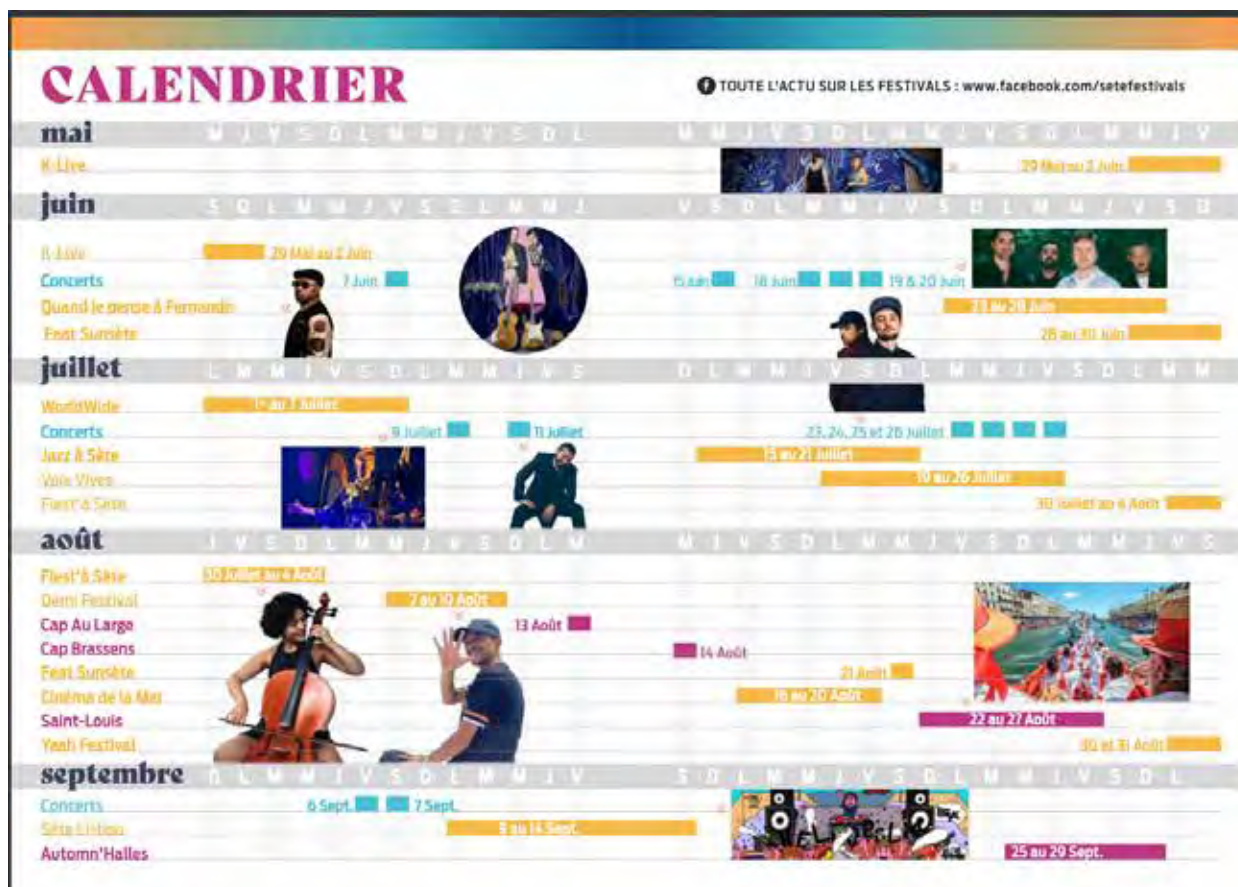 CALENDRIER
TOUTE L'ACTU SUR LES FESTIVALS : www.facebook.com/setefestivals
mai M J V S D L M M J V S D L M M J V S D L M M J V S D L M M J V
K-Live 29 Mai au 2 Juin
juin S D L M M J V S D L M M J V S D L M M J V S D L M M J V S D
K-Live 29 Mai au 2 Juin
Concerts 7 Juin 15 Juin 18 Juin 19 & 20 Juin
Quand je pense à Fernande 23 au 29 Juin
Feat Sunsète 28 au 30 Juin
juillet L M M J V S D L M M J V S D L M M J V S D L M M J V S D L M M
WorldWide 1er au 7 Juillet
Concerts 9 Juillet 11 Juillet 23, 24, 25 et 26 Juillet
Jazz à Sète 15 au 21 Juillet
Voix Vives 19 au 26 Juillet
Fiest'à Sète 30 Juillet au 4 Août
août J V S D L M M J V S D L M M J V S D L M M J V S D L M M J V S
Fiest'à Sète 30 Juillet au 4 Août
Demi Festival 7 au 10 Août
Cap Au Large 13 Août
Cap Brassens 14 Août
Feat Sunsète 21 Août
Cinéma de la Mer 16 au 20 Août
Saint-Louis 22 au 27 Août
Yeah Festival 30 et 31 Août
septembre D L M M J V S D L M M J V S D L M M J V S D L M M J V S D L
Concerts 6 Sept. 7 Sept.
Sète 9 au 14 Sept.
Automn'Halles 25 au 29 Sept.